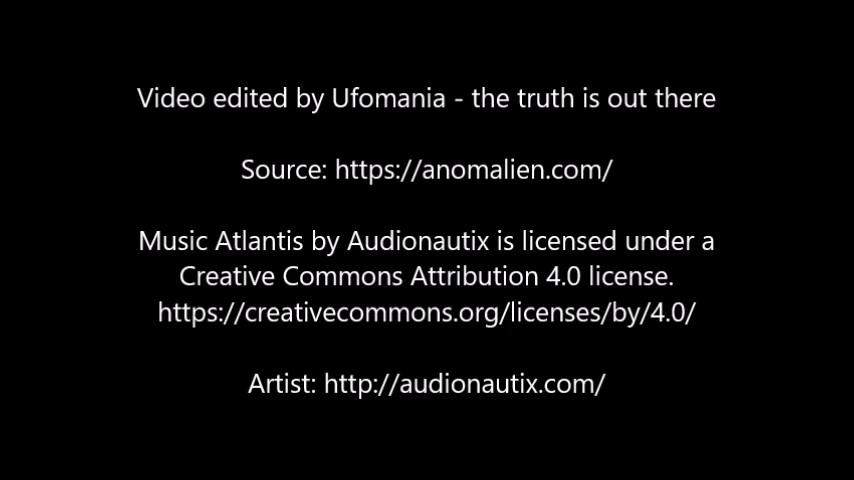 Video edited by Ufomania - the truth is out there
Source: https://anomalien.com/
Music Atlantis by Audionautix is licensed under a
Creative Commons Attribution 4.0 license.
https://creativecommons.org/licenses/by/4.0/
Artist: http://audionautix.com/